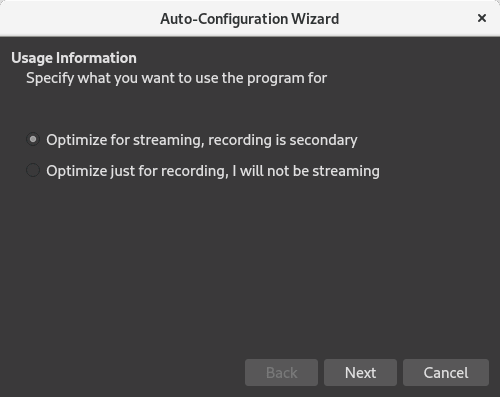 Auto-Configuration Wizard
Usage Information
Specify what you want to use the program for
Optimize for streaming, recording is secondary
Optimize just for recording, I will not be streaming
Back Next Cancel